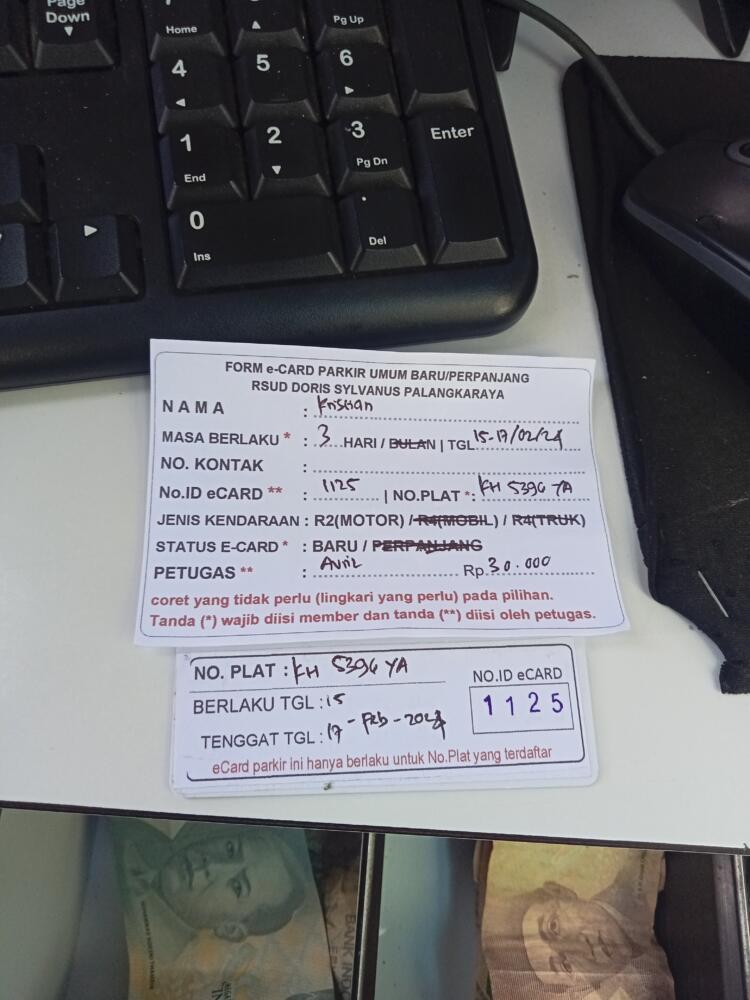 Page
Down
Home
Pg Up
4
5
6
1
End
2
3
Pg Dn
Enter
0
Ins
.
Del
FORM e-CARD PARKIR UMUM BARU/PERPANJANG
RSUD DORIS SYLVANUS PALANGKARAYA
NAMA : Kristian
MASA BERLAKU * : 3 HARI / BULAN | TGL 15-17/02/24
NO. KONTAK :
No.ID eCARD ** : 1125 | NO.PLAT *: KH 5396 YA
JENIS KENDARAAN : R2(MOTOR) / R4(MOBIL) / R4(TRUK)
STATUS E-CARD * : BARU / PERPANJANG
PETUGAS ** : Avril Rp. 30.000
coret yang tidak perlu (lingkari yang perlu) pada pilihan.
Tanda (*) wajib diisi member dan tanda (**) diisi oleh petugas.
NO. PLAT : KH 5396 YA
NO.ID eCARD
1125
BERLAKU TGL : 15
TENGGAT TGL : 17 - Feb - 2024
eCard parkir ini hanya berlaku untuk No.Plat yang terdaftar